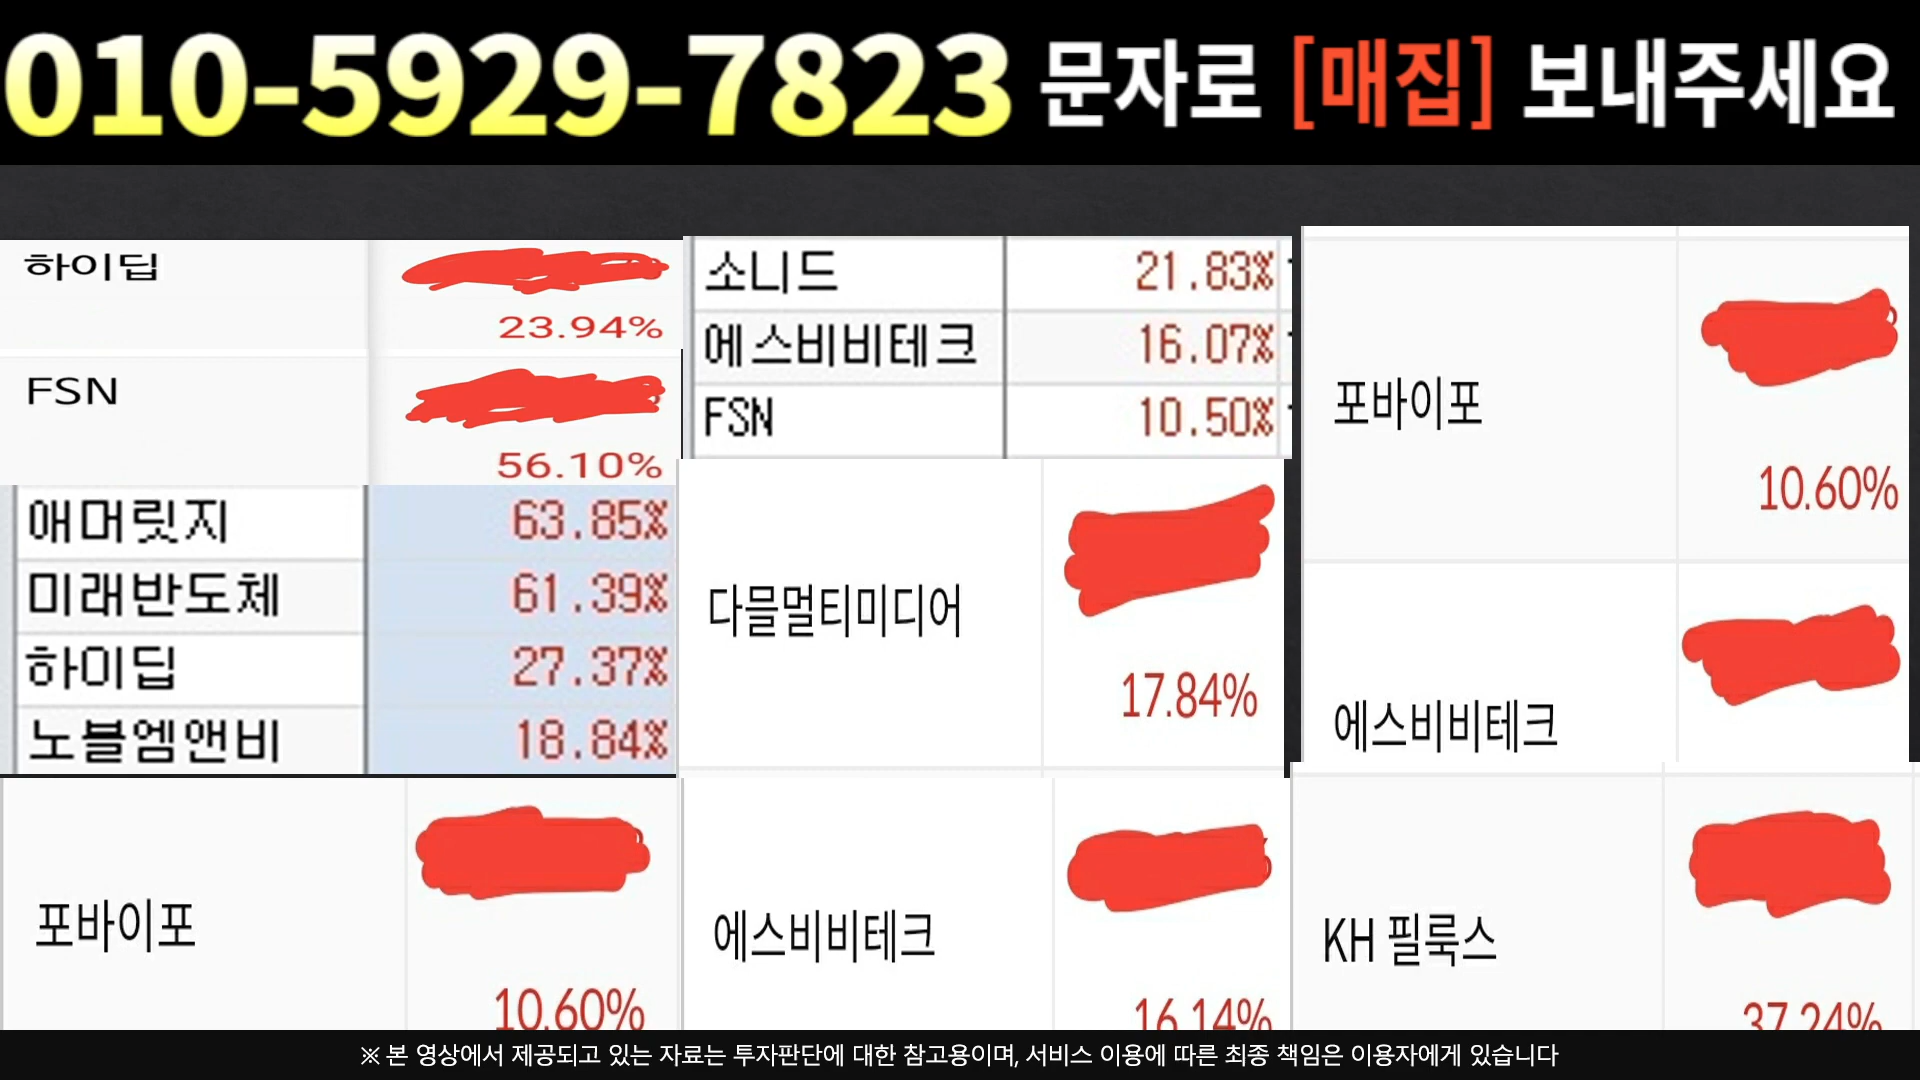 010-5929-7823 문자로 [매집] 보내주세요
하이딥
23.94%
FSN
56.10%
애머릿지 63.85%
미래반도체 61.39%
하이딥 27.37%
노블엠앤비 18.84%
소니드 21.83%
에스비비테크 16.07%
FSN 10.50%
다믈멀티미디어
17.84%
포바이포
10.60%
에스비비테크
포바이포
10.60%
에스비비테크
16.14%
KH 필룩스
37.24%
※ 본 영상에서 제공되고 있는 자료는 투자판단에 대한 참고용이며, 서비스 이용에 따른 최종 책임은 이용자에게 있습니다